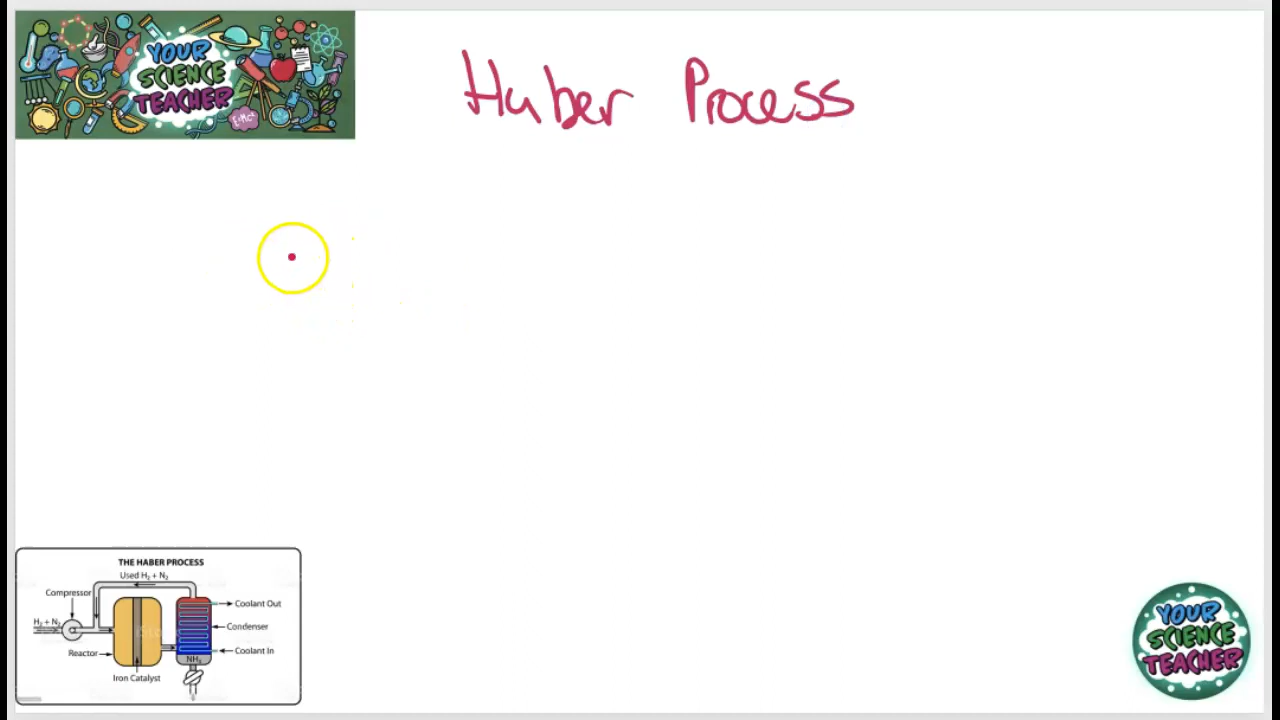 YOUR
SCIENCE
TEACHER
E=MC²
Haber Process
THE HABER PROCESS
Used H₂ + N₂
Compressor
Coolant Out
H₂ + N₂
Condenser
Reactor
Coolant In
NH₃
Iron Catalyst
YOUR
SCIENCE
TEACHER